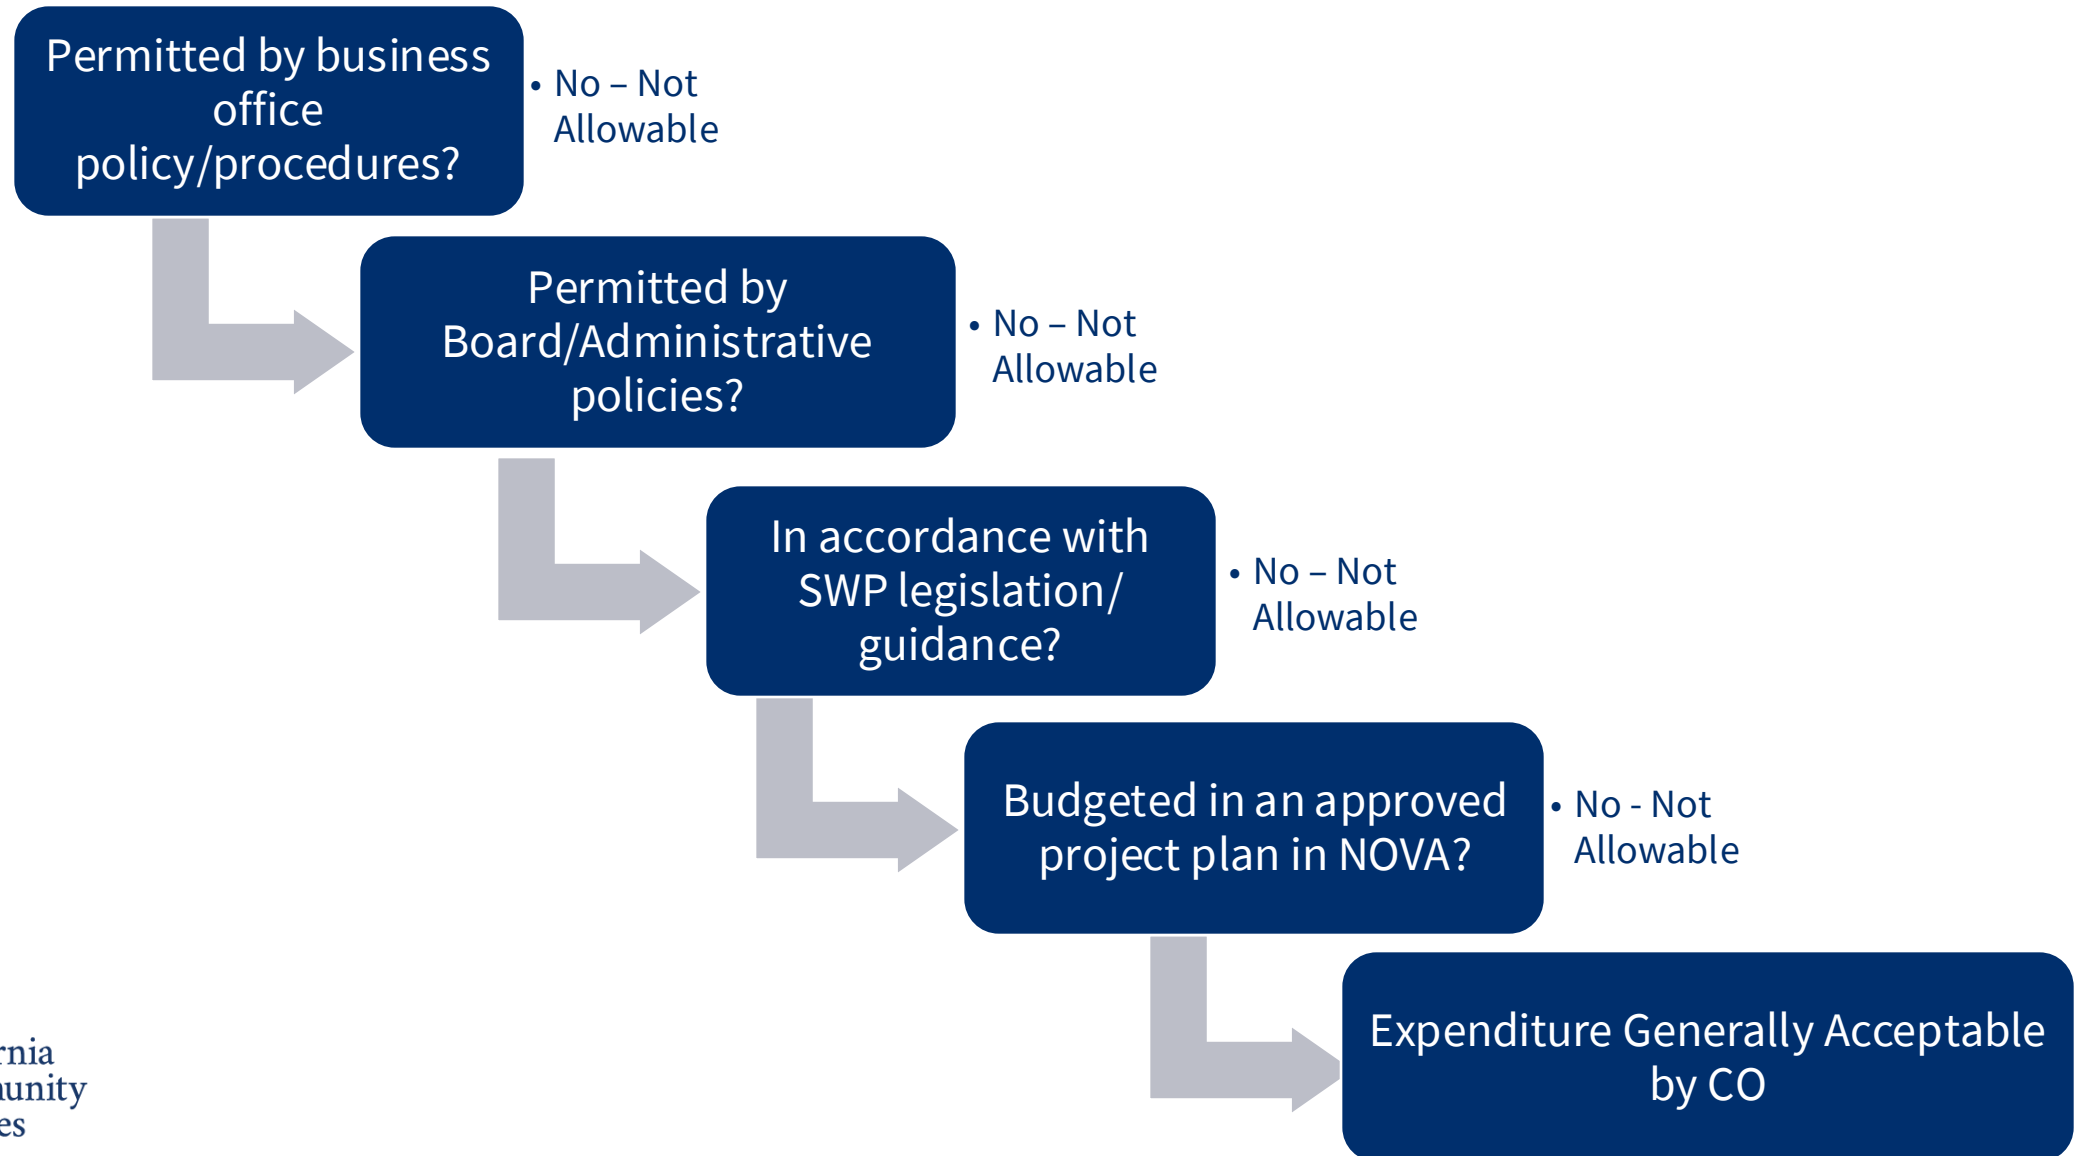 Permitted by business
office
policy/procedures?
• No – Not
Allowable
Permitted by
Board/Administrative
policies?
• No – Not
Allowable
In accordance with
SWP legislation/
guidance?
• No – Not
Allowable
Budgeted in an approved
project plan in NOVA?
• No - Not
Allowable
Expenditure Generally Acceptable
by CO
rnia
unity
es